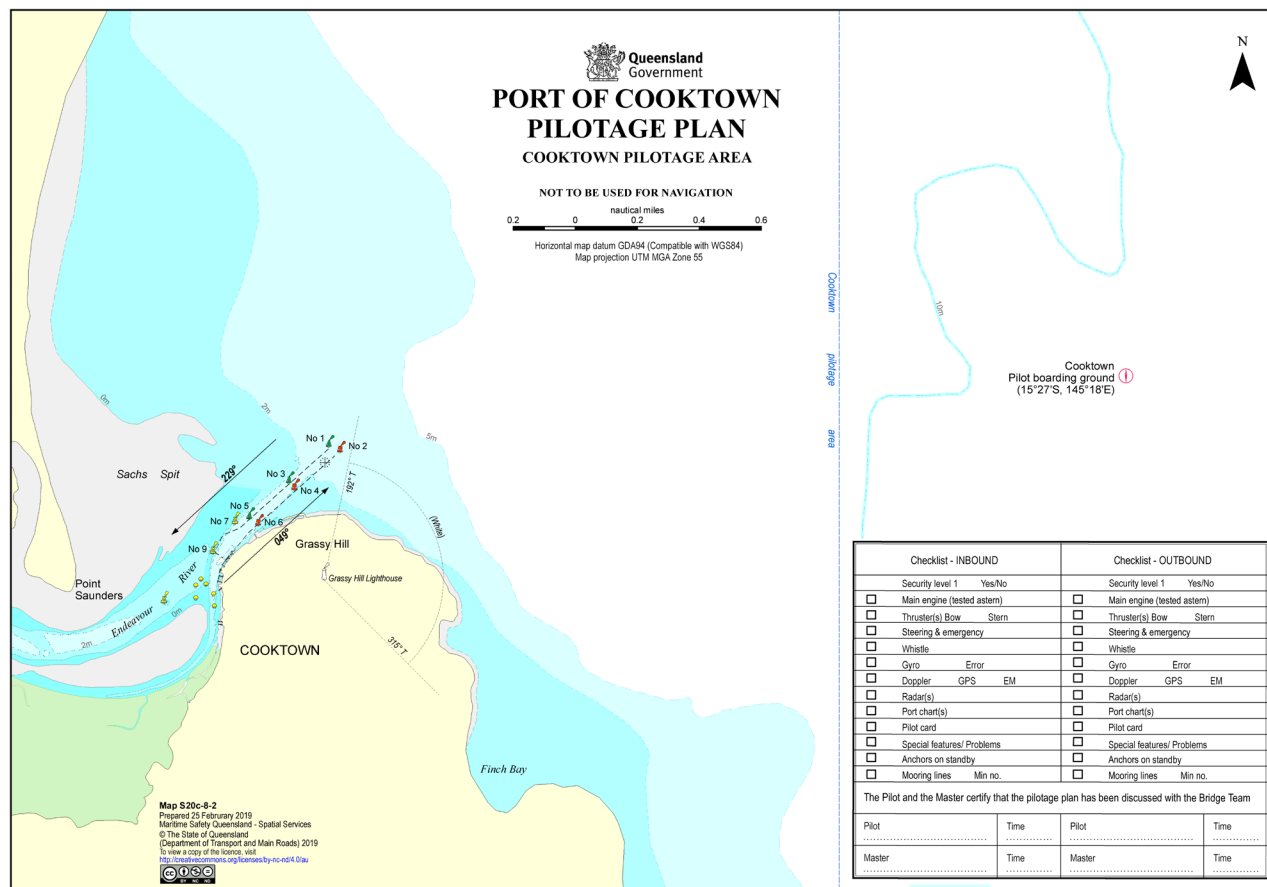 Queensland
Government
PORT OF COOKTOWN
PILOTAGE PLAN
COOKTOWN PILOTAGE AREA
NOT TO BE USED FOR NAVIGATION
nautical miles
0.2 0 0.2 0.4 0.6
Horizontal map datum GDA94 (Compatible with WGS84)
Map projection UTM MGA Zone 55
N
Cooktown pilotage area
10m
Cooktown
Pilot boarding ground
(15°27'S, 145°18'E)
0m
2m
5m
No 1
No 2
No 3
No 4
No 5
No 6
No 7
No 9
229°
049°
192° T
(White)
315° T
Sachs Spit
Grassy Hill
Grassy Hill Lighthouse
Point
Saunders
Endeavour River
0m
2m
COOKTOWN
Finch Bay
Map S20c-8-2
Prepared 25 Februrary 2019
Maritime Safety Queensland - Spatial Services
© The State of Queensland
(Department of Transport and Main Roads) 2019
To view a copy of the licence, visit
http://creativecommons.org/licenses/by-nc-nd/4.0/au
cc BY NC ND
Checklist - INBOUND
Security level 1 Yes/No
Main engine (tested astern)
Thruster(s) Bow Stern
Steering & emergency
Whistle
Gyro Error
Doppler GPS EM
Radar(s)
Port chart(s)
Pilot card
Special features/ Problems
Anchors on standby
Mooring lines Min no.
Checklist - OUTBOUND
Security level 1 Yes/No
Main engine (tested astern)
Thruster(s) Bow Stern
Steering & emergency
Whistle
Gyro Error
Doppler GPS EM
Radar(s)
Port chart(s)
Pilot card
Special features/ Problems
Anchors on standby
Mooring lines Min no.
The Pilot and the Master certify that the pilotage plan has been discussed with the Bridge Team
Pilot Time Pilot Time
Master Time Master Time